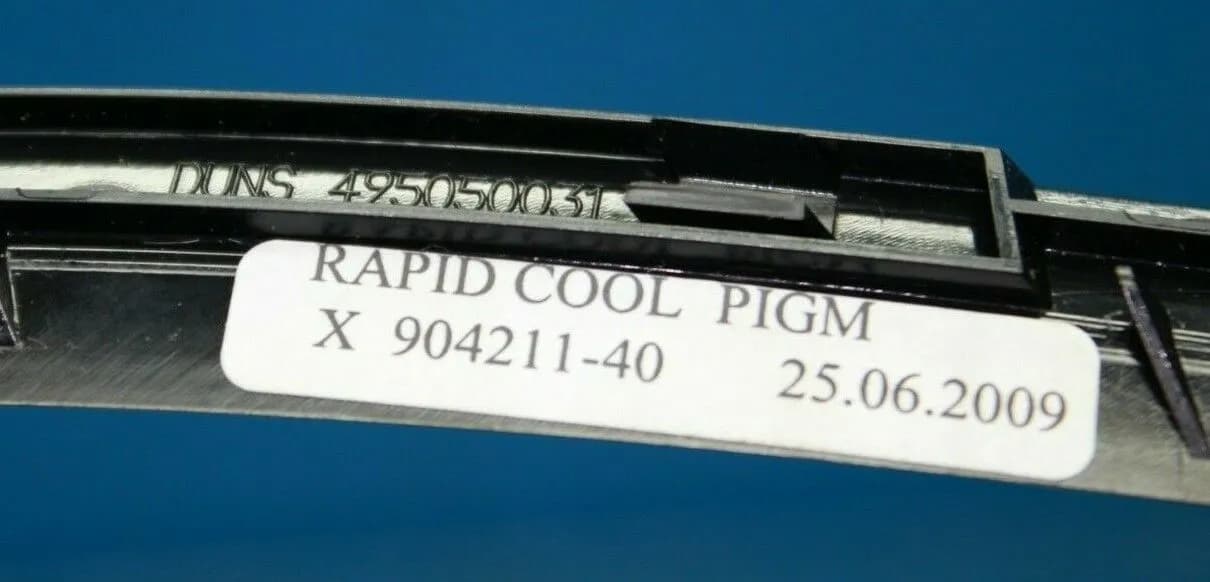 DUNS 495050031
RAPID COOL PIGM
X 904211-40 25.06.2009